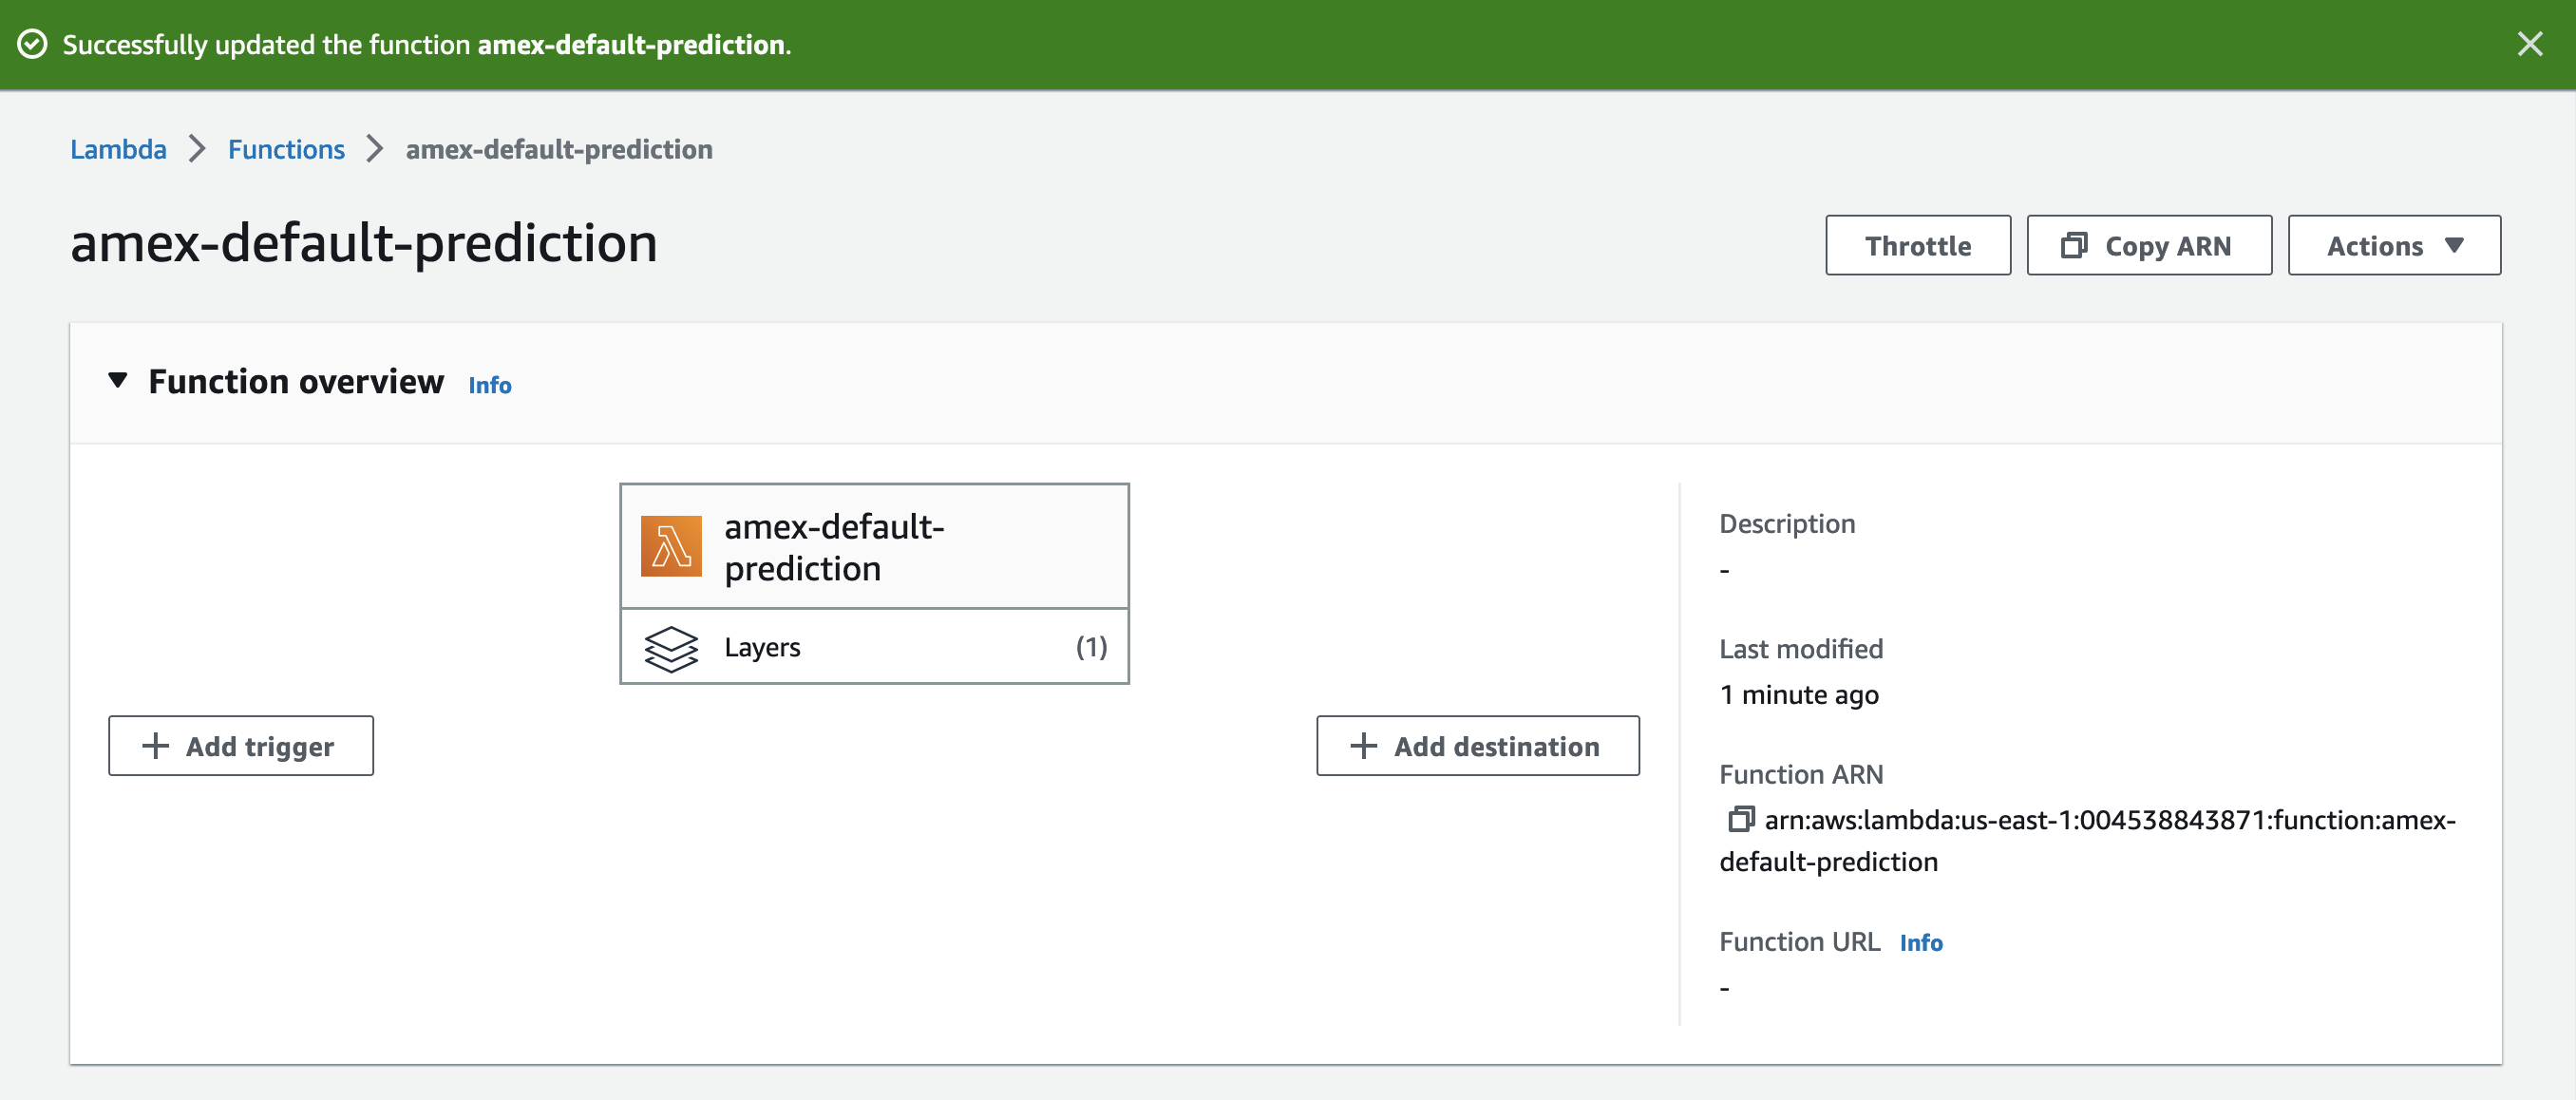 Successfully updated the function amex-default-prediction.
Lambda
Functions
amex-default-prediction
amex-default-prediction
Throttle
Copy ARN
Actions
Function overview
Info
amex-default-
prediction
Layers
(1)
Add trigger
Add destination
Description
-
Last modified
1 minute ago
Function ARN
arn:aws:lambda:us-east-1:004538843871:function:amex-
default-prediction
Function URL Info
-